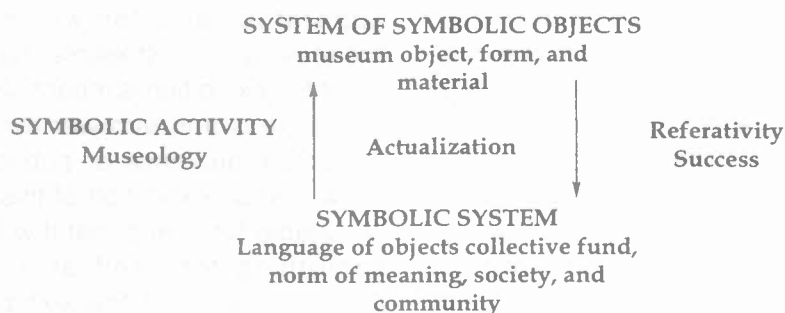 SYSTEM OF SYMBOLIC OBJECTS
museum object, form, and
material
SYMBOLIC ACTIVITY
Museology
Actualization
Referativity
Success
SYMBOLIC SYSTEM
Language of objects collective fund,
norm of meaning, society, and
community